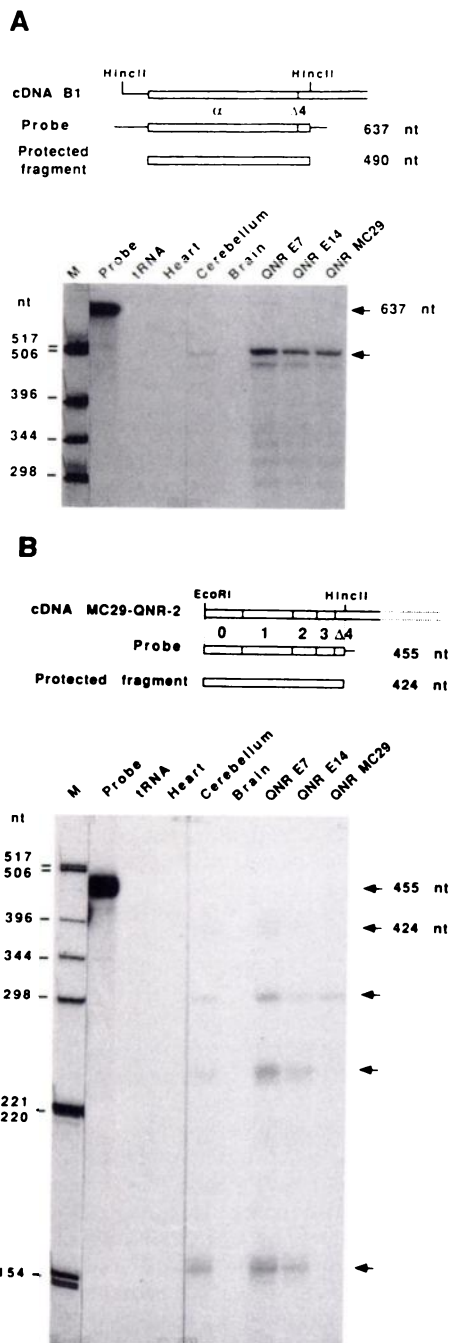 A
HincII HincII
cDNA B1
α Δ4
Probe 637 nt
Protected fragment 490 nt
M Probe tRNA Heart Cerebellum Brain QNR E7 QNR E14 QNR MC29
nt
637 nt
517
506
396
344
298
B
EcoRI HincII
cDNA MC29-QNR-2
0 1 2 3 Δ4
Probe 455 nt
Protected fragment 424 nt
M Probe tRNA Heart Cerebellum Brain QNR E7 QNR E14 QNR MC29
nt
517
506
455 nt
396
424 nt
344
298
221
220
154